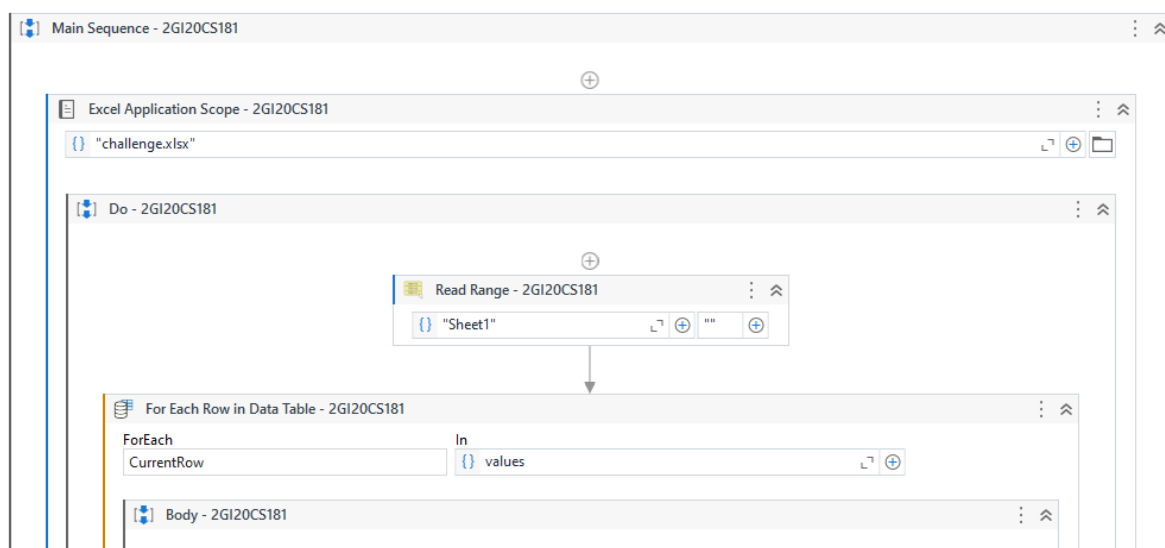 Main Sequence - 2GI20CS181
Excel Application Scope - 2GI20CS181
"challenge.xlsx"
Do - 2GI20CS181
Read Range - 2GI20CS181
"Sheet1" ""
For Each Row in Data Table - 2GI20CS181
ForEach In
CurrentRow values
Body - 2GI20CS181